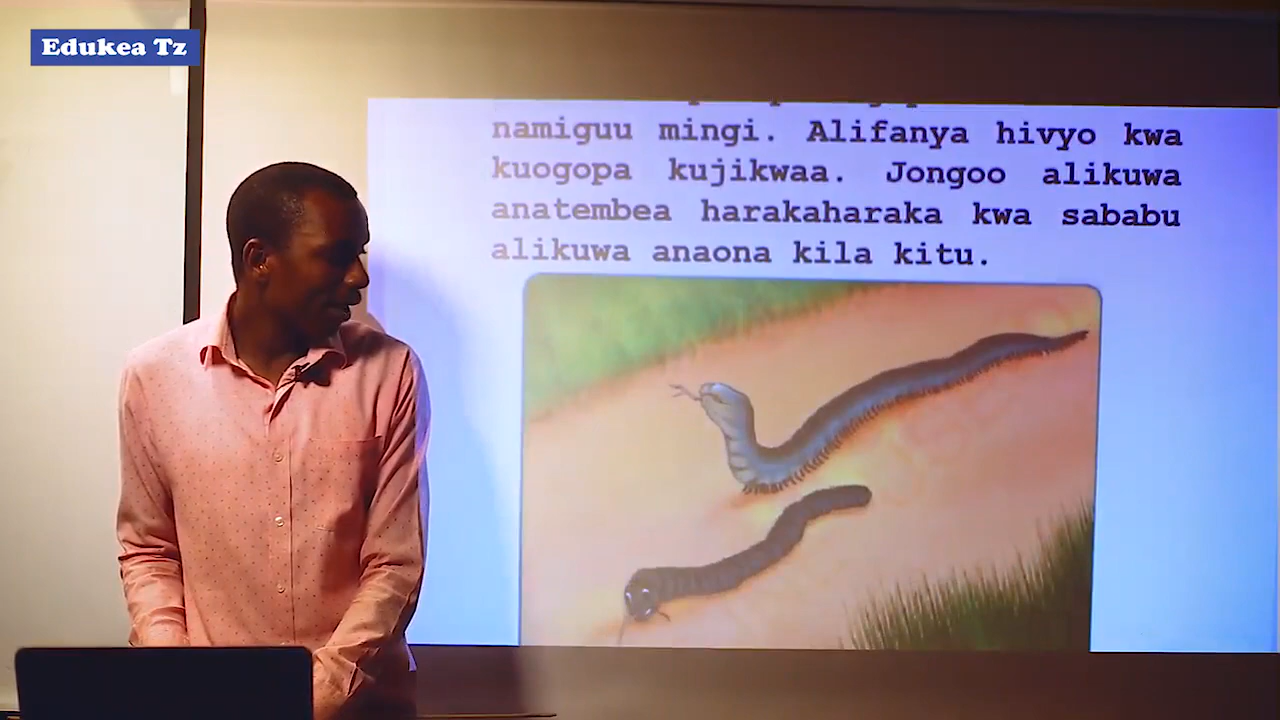 Edukea Tz
namiguu mingi. Alifanya hivyo kwa
kuogopa kujikwaa. Jongoo alikuwa
anatembea harakaharaka kwa sababu
alikuwa anaona kila kitu.